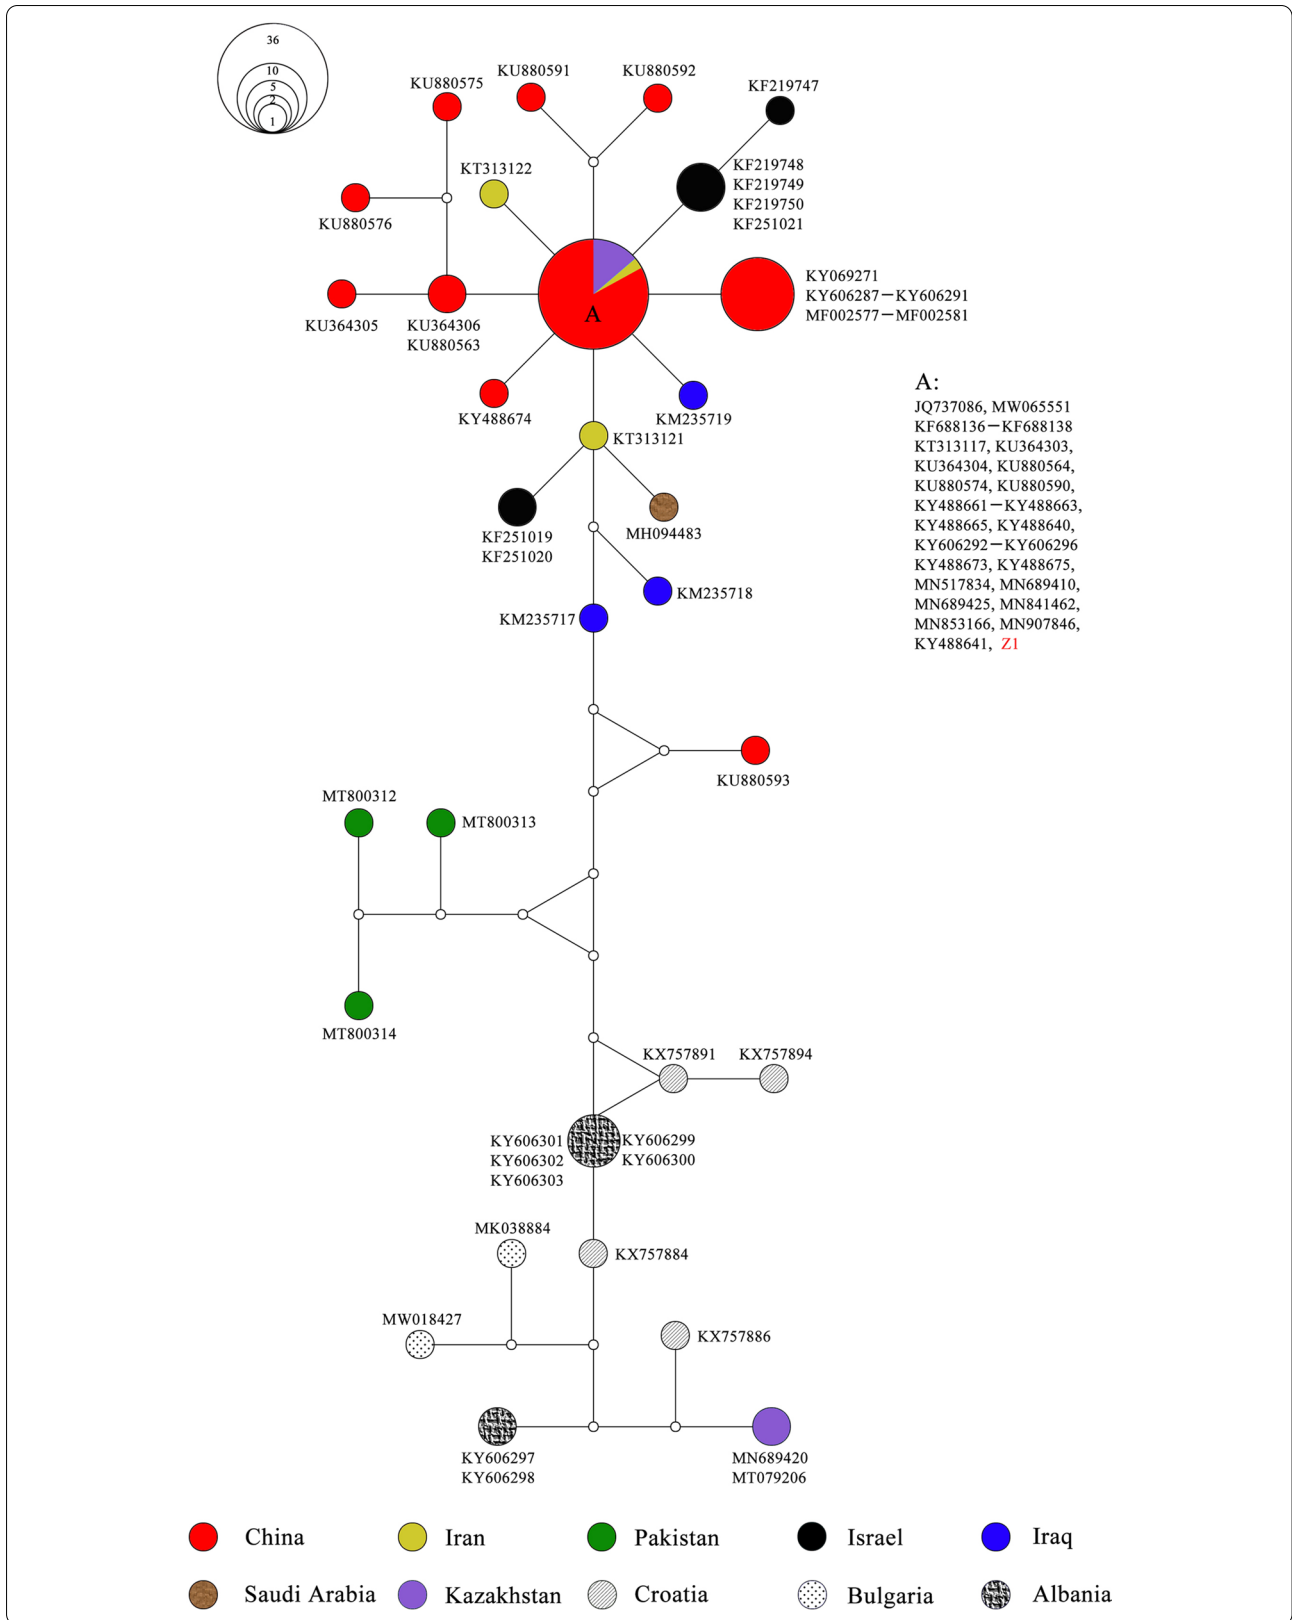 36
10
5
2
1
KU880575
KU880591
KU880592
KF219747
KT313122
KF219748
KF219749
KF219750
KF251021
KU880576
KY069271
KY606287－KY606291
MF002577－MF002581
A
KU364305
KU364306
KU880563
KY488674
KM235719
A:
JQ737086, MW065551
KF688136－KF688138
KT313117, KU364303,
KU364304, KU880564,
KU880574, KU880590,
KY488661－KY488663,
KY488665, KY488640,
KY606292－KY606296
KY488673, KY488675,
MN517834, MN689410,
MN689425, MN841462,
MN853166, MN907846,
KY488641, Z1
KT313121
KF251019
KF251020
MH094483
KM235718
KM235717
KU880593
MT800312
MT800313
MT800314
KX757891
KX757894
KY606301
KY606302
KY606303
KY606299
KY606300
MK038884
KX757884
MW018427
KX757886
KY606297
KY606298
MN689420
MT079206
China
Iran
Pakistan
Israel
Iraq
Saudi Arabia
Kazakhstan
Croatia
Bulgaria
Albania